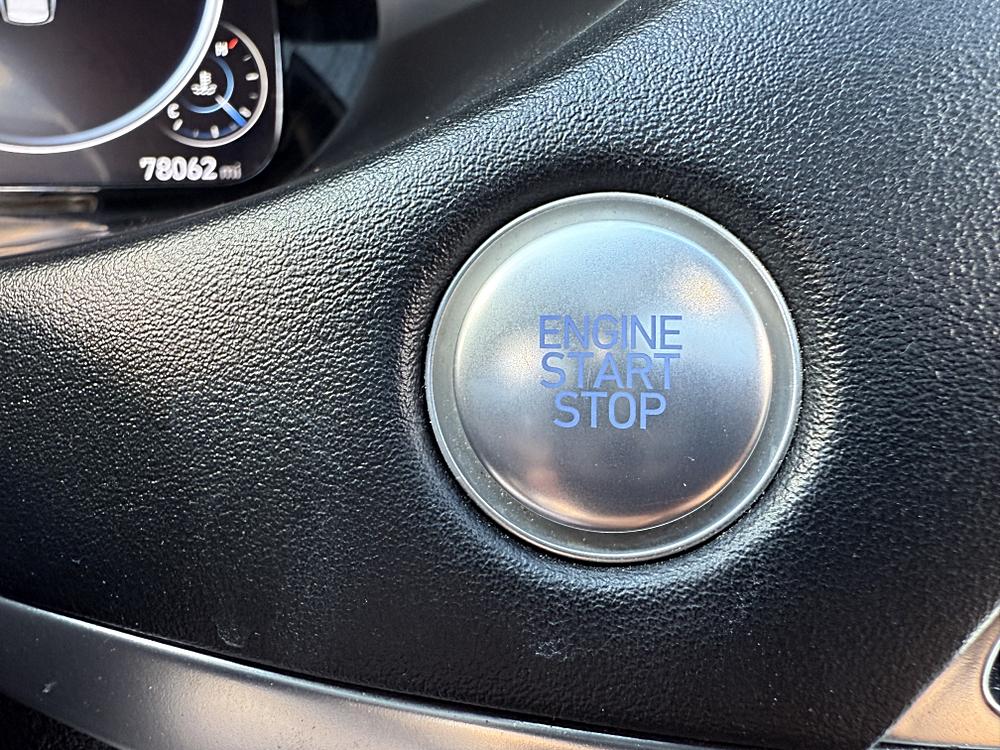 H
C
78062 mi
ENGINE
START
STOP